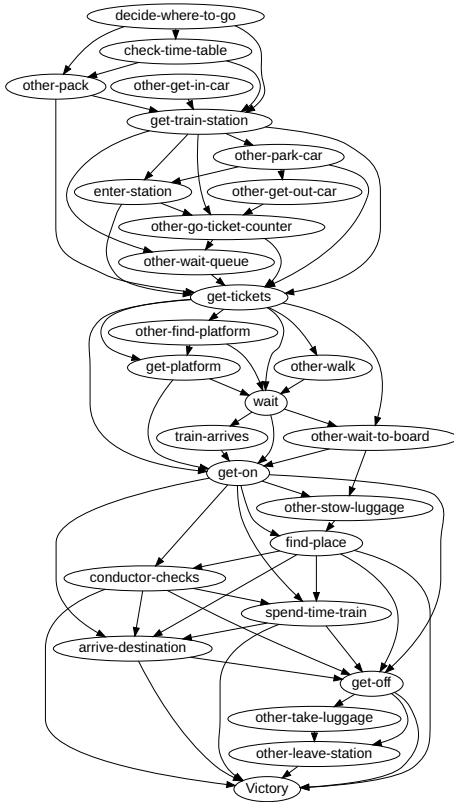 decide-where-to-go
check-time-table
other-pack
other-get-in-car
get-train-station
other-park-car
enter-station
other-get-out-car
other-go-ticket-counter
other-wait-queue
get-tickets
other-find-platform
get-platform
other-walk
wait
train-arrives
other-wait-to-board
get-on
other-stow-luggage
find-place
conductor-checks
spend-time-train
arrive-destination
get-off
other-take-luggage
other-leave-station
Victory